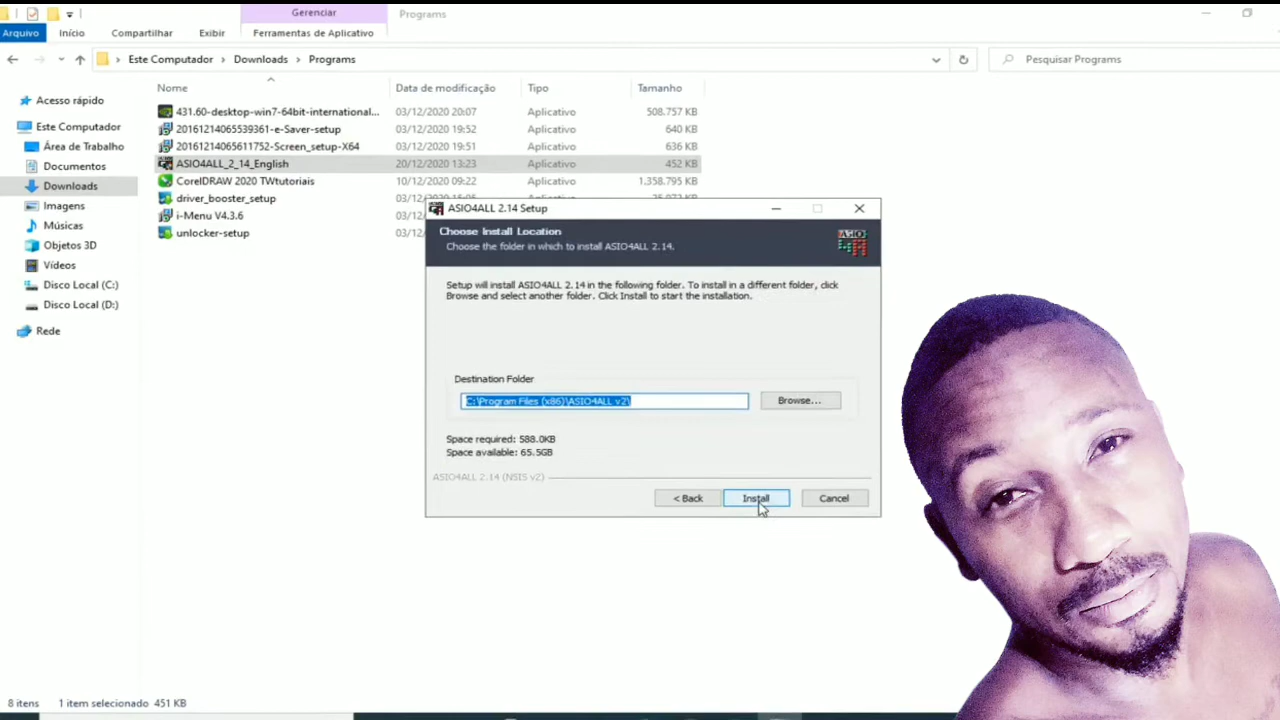 Gerenciar
Programs
Arquivo
Início
Compartilhar
Exibir
Ferramentas de Aplicativo
Este Computador
Downloads
Programs
Pesquisar Programs
Nome
Data de modificação
Tipo
Tamanho
Acesso rápido
Este Computador
Área de Trabalho
Documentos
Downloads
Imagens
Músicas
Objetos 3D
Vídeos
Disco Local (C:)
Disco Local (D:)
Rede
431.60-desktop-win7-64bit-international...
03/12/2020 20:07
Aplicativo
508.757 KB
20161214065539361-e-Saver-setup
03/12/2020 19:52
Aplicativo
640 KB
20161214065611752-Screen_setup-X64
03/12/2020 19:51
Aplicativo
636 KB
ASIO4ALL_2_14_English
20/12/2020 13:23
Aplicativo
452 KB
CorelDRAW 2020 TWtutoriais
10/12/2020 09:22
Aplicativo
1.358.795 KB
driver_booster_setup
i-Menu V4.3.6
unlocker-setup
ASIO4ALL 2.14 Setup
Choose Install Location
Choose the folder in which to install ASIO4ALL 2.14.
ASIO
Setup will install ASIO4ALL 2.14 in the following folder. To install in a different folder, click
Browse and select another folder. Click Install to start the installation.
Destination Folder
C:\Program Files (x86)\ASIO4ALL v2\
Browse...
Space required: 588.0KB
Space available: 65.5GB
ASIO4ALL 2.14 (NSIS v2)
< Back
Install
Cancel
8 itens
1 item selecionado 451 KB